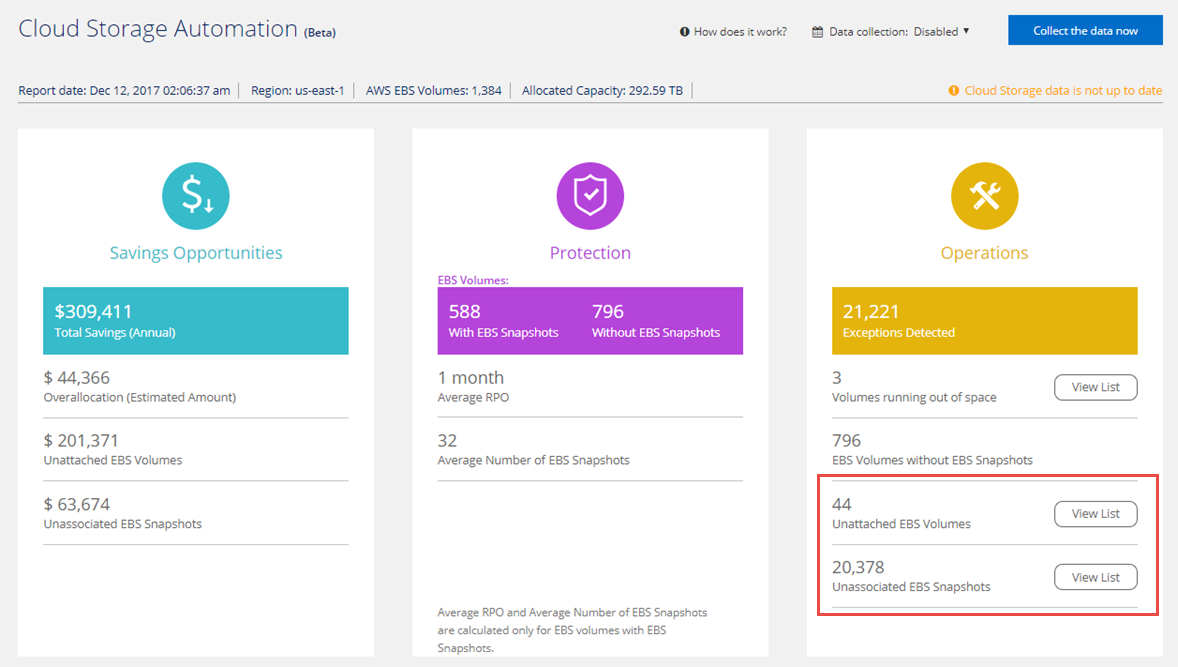 Cloud Storage Automation (Beta)
How does it work?
Data collection: Disabled
Collect the data now
Report date: Dec 12, 2017 02:06:37 am
Region: us-east-1
AWS EBS Volumes: 1,384
Allocated Capacity: 292.59 TB
Cloud Storage data is not up to date
Savings Opportunities
$309,411
Total Savings (Annual)
$ 44,366
Overallocation (Estimated Amount)
$ 201,371
Unattached EBS Volumes
$ 63,674
Unassociated EBS Snapshots
Protection
EBS Volumes:
588
With EBS Snapshots
796
Without EBS Snapshots
1 month
Average RPO
32
Average Number of EBS Snapshots
Average RPO and Average Number of EBS Snapshots
are calculated only for EBS volumes with EBS
Snapshots.
Operations
21,221
Exceptions Detected
3
Volumes running out of space
View List
796
EBS Volumes without EBS Snapshots
44
Unattached EBS Volumes
View List
20,378
Unassociated EBS Snapshots
View List